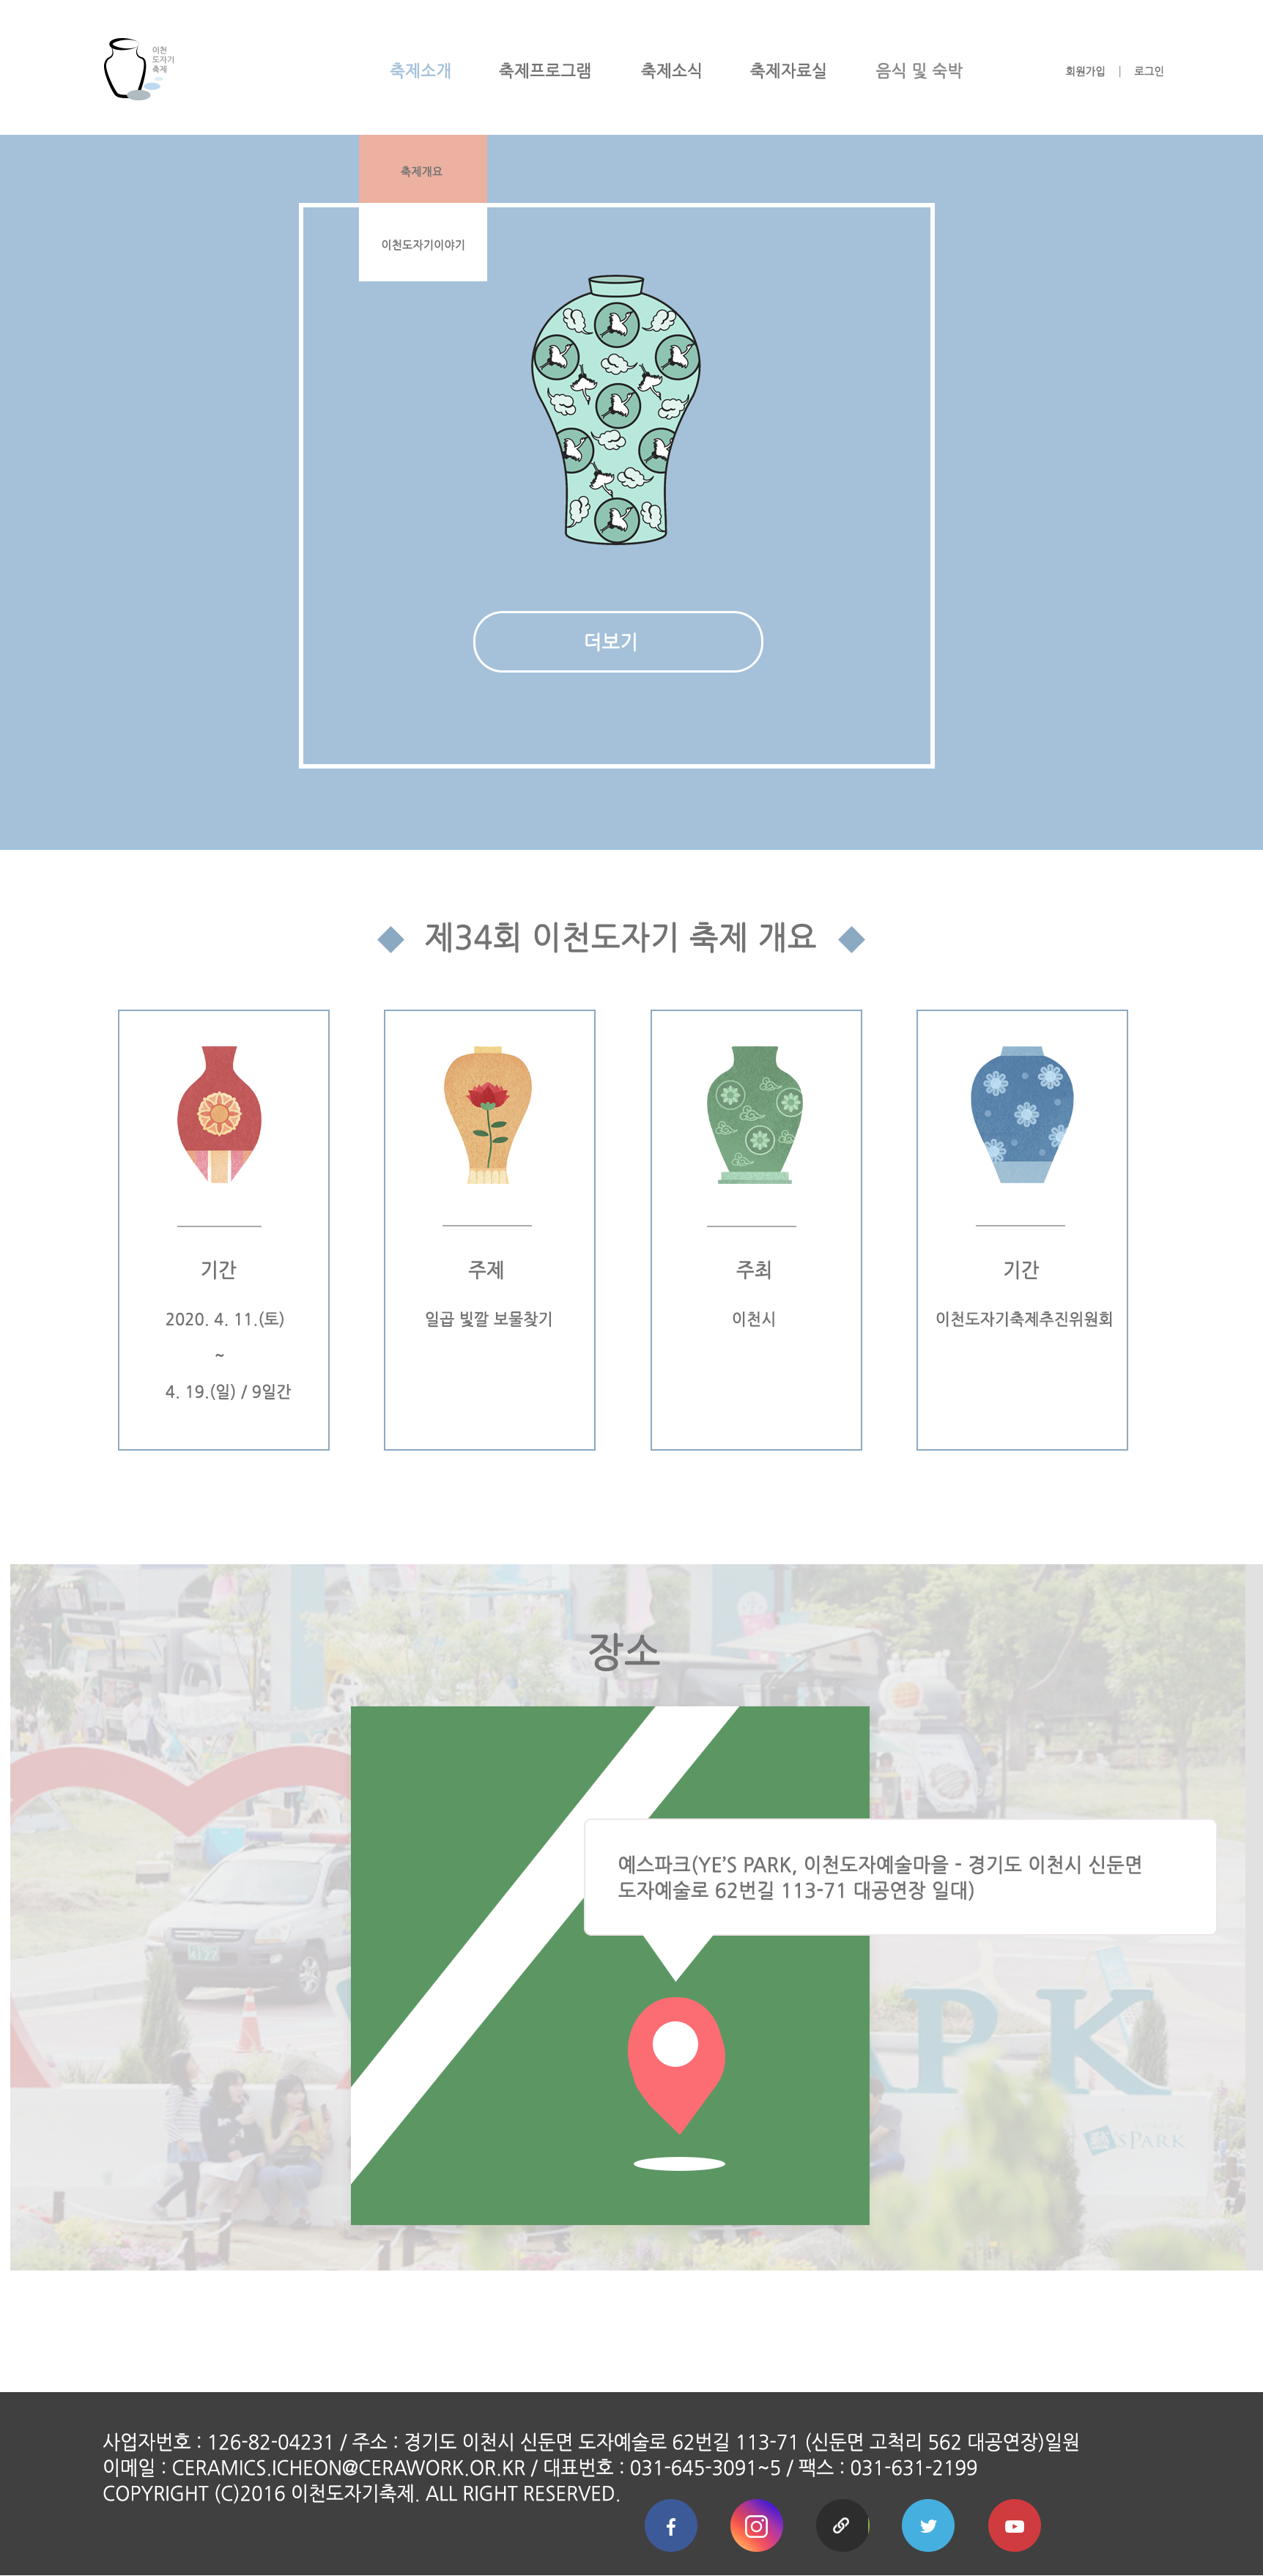 이천
도자기
축제
축제소개 축제프로그램 축제소식 축제자료실 음식 및 숙박 회원가입 | 로그인
축제개요
이천도자기이야기
더보기
제34회 이천도자기 축제 개요
기간
2020. 4. 11.(토)
~
4. 19.(일) / 9일간
주제
일곱 빛깔 보물찾기
주최
이천시
기간
이천도자기축제추진위원회
장소
예스파크(YE’S PARK, 이천도자예술마을 - 경기도 이천시 신둔면
도자예술로 62번길 113-71 대공연장 일대)
PARK
'sPARK
사업자번호 : 126-82-04231 / 주소 : 경기도 이천시 신둔면 도자예술로 62번길 113-71 (신둔면 고척리 562 대공연장)일원
이메일 : CERAMICS.ICHEON@CERAWORK.OR.KR / 대표번호 : 031-645-3091~5 / 팩스 : 031-631-2199
COPYRIGHT (C)2016 이천도자기축제. ALL RIGHT RESERVED.